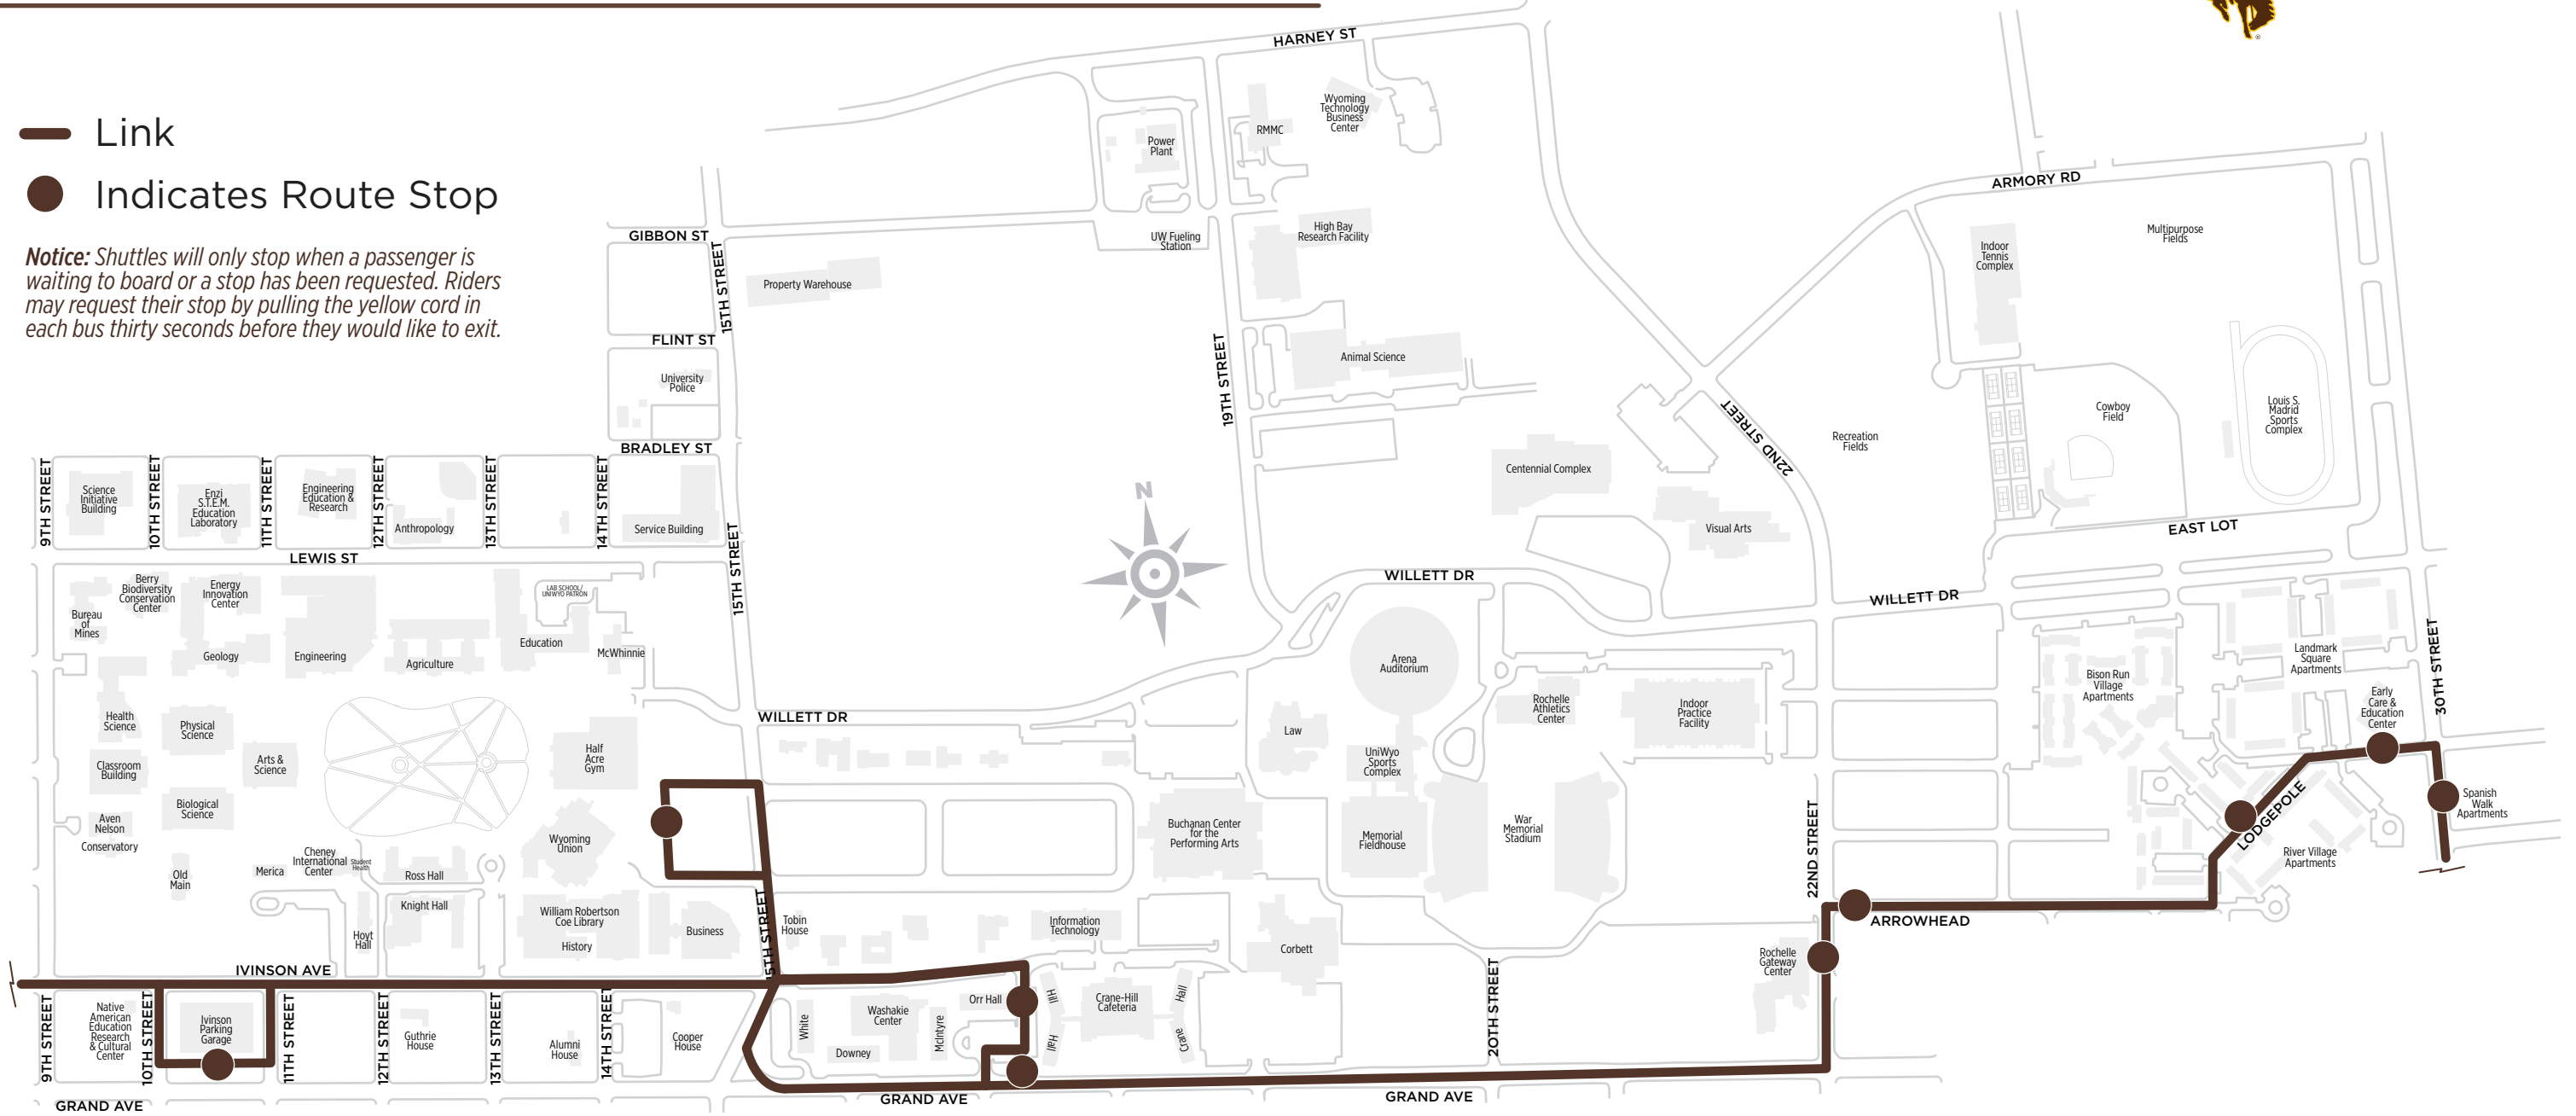 Link
Indicates Route Stop
Notice: Shuttles will only stop when a passenger is
waiting to board or a stop has been requested. Riders
may request their stop by pulling the yellow cord in
each bus thirty seconds before they would like to exit.
HARNEY ST
Wyoming
Technology
Business
Center
RMMC
Power
Plant
ARMORY RD
GIBBON ST
15TH STREET
UW Fueling
Station
High Bay
Research Facility
Indoor
Tennis
Complex
Multipurpose
Fields
Property Warehouse
FLINT ST
University
Police
19TH STREET
Animal Science
22ND STREET
Recreation
Fields
Cowboy
Field
Louis S.
Madrid
Sports
Complex
BRADLEY ST
9TH STREET
Science
Initiative
Building
10TH STREET
Enzi
S.T.E.M.
Education
Laboratory
11TH STREET
Engineering
Education &
Research
12TH STREET
Anthropology
13TH STREET
14TH STREET
Service Building
15TH STREET
N
Centennial Complex
Visual Arts
EAST LOT
LEWIS ST
WILLETT DR
WILLETT DR
Bureau
of
Mines
Berry
Biodiversity
Conservation
Center
Energy
Innovation
Center
Geology
Engineering
Agriculture
LAB SCHOOL/
UNIWYO PATRON
Education
McWhinnie
Arena
Auditorium
Bison Run
Village
Apartments
Landmark
Square
Apartments
30TH STREET
Early
Care &
Education
Center
Health
Science
Physical
Science
Classroom
Building
Arts &
Science
Biological
Science
Aven
Nelson
Conservatory
Half
Acre
Gym
WILLETT DR
Law
UniWyo
Sports
Complex
Rochelle
Athletics
Center
Indoor
Practice
Facility
Wyoming
Union
Buchanan Center
for the
Performing Arts
Memorial
Fieldhouse
War
Memorial
Stadium
22ND STREET
LODGEPOLE
River Village
Apartments
Spanish
Walk
Apartments
Old
Main
Merica
Cheney
International
Center
Student
Health
Ross Hall
Knight Hall
Hoyt
Hall
William Robertson
Coe Library
History
Business
15TH STREET
Tobin
House
Information
Technology
Corbett
Rochelle
Gateway
Center
ARROWHEAD
IVINSON AVE
9TH STREET
Native
American
Education
Research
& Cultural
Center
10TH STREET
Ivinson
Parking
Garage
11TH STREET
12TH STREET
Guthrie
House
13TH STREET
Alumni
House
14TH STREET
Cooper
House
White
Washakie
Center
Downey
McIntyre
Orr Hall
Hill
Hall
Crane-Hill
Cafeteria
Hall
Crane
20TH STREET
GRAND AVE
GRAND AVE
GRAND AVE